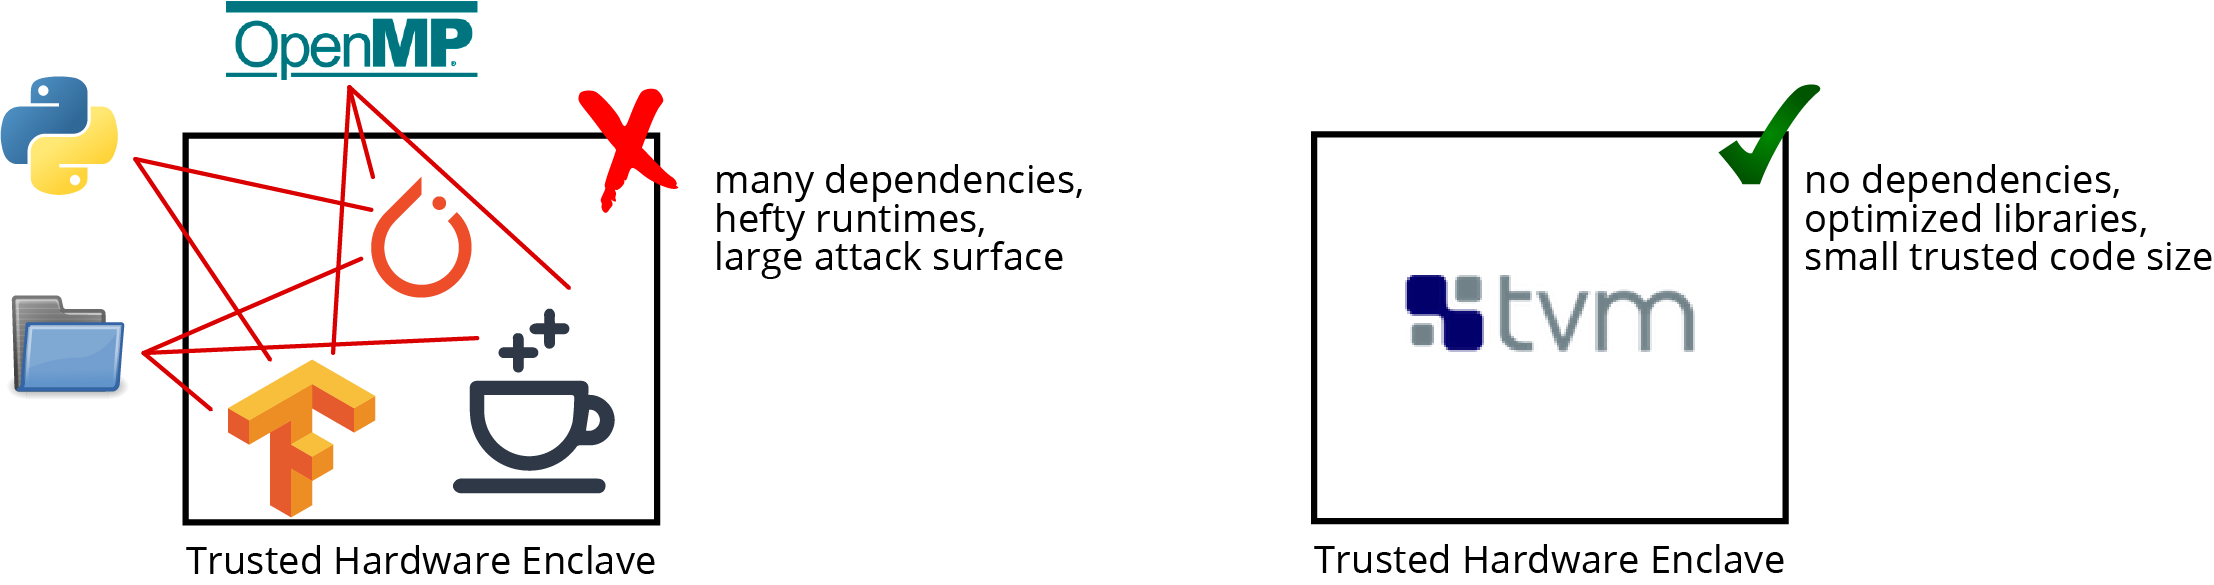 OpenMP
many dependencies,
hefty runtimes,
large attack surface
Trusted Hardware Enclave
no dependencies,
optimized libraries,
small trusted code size
tvm
Trusted Hardware Enclave